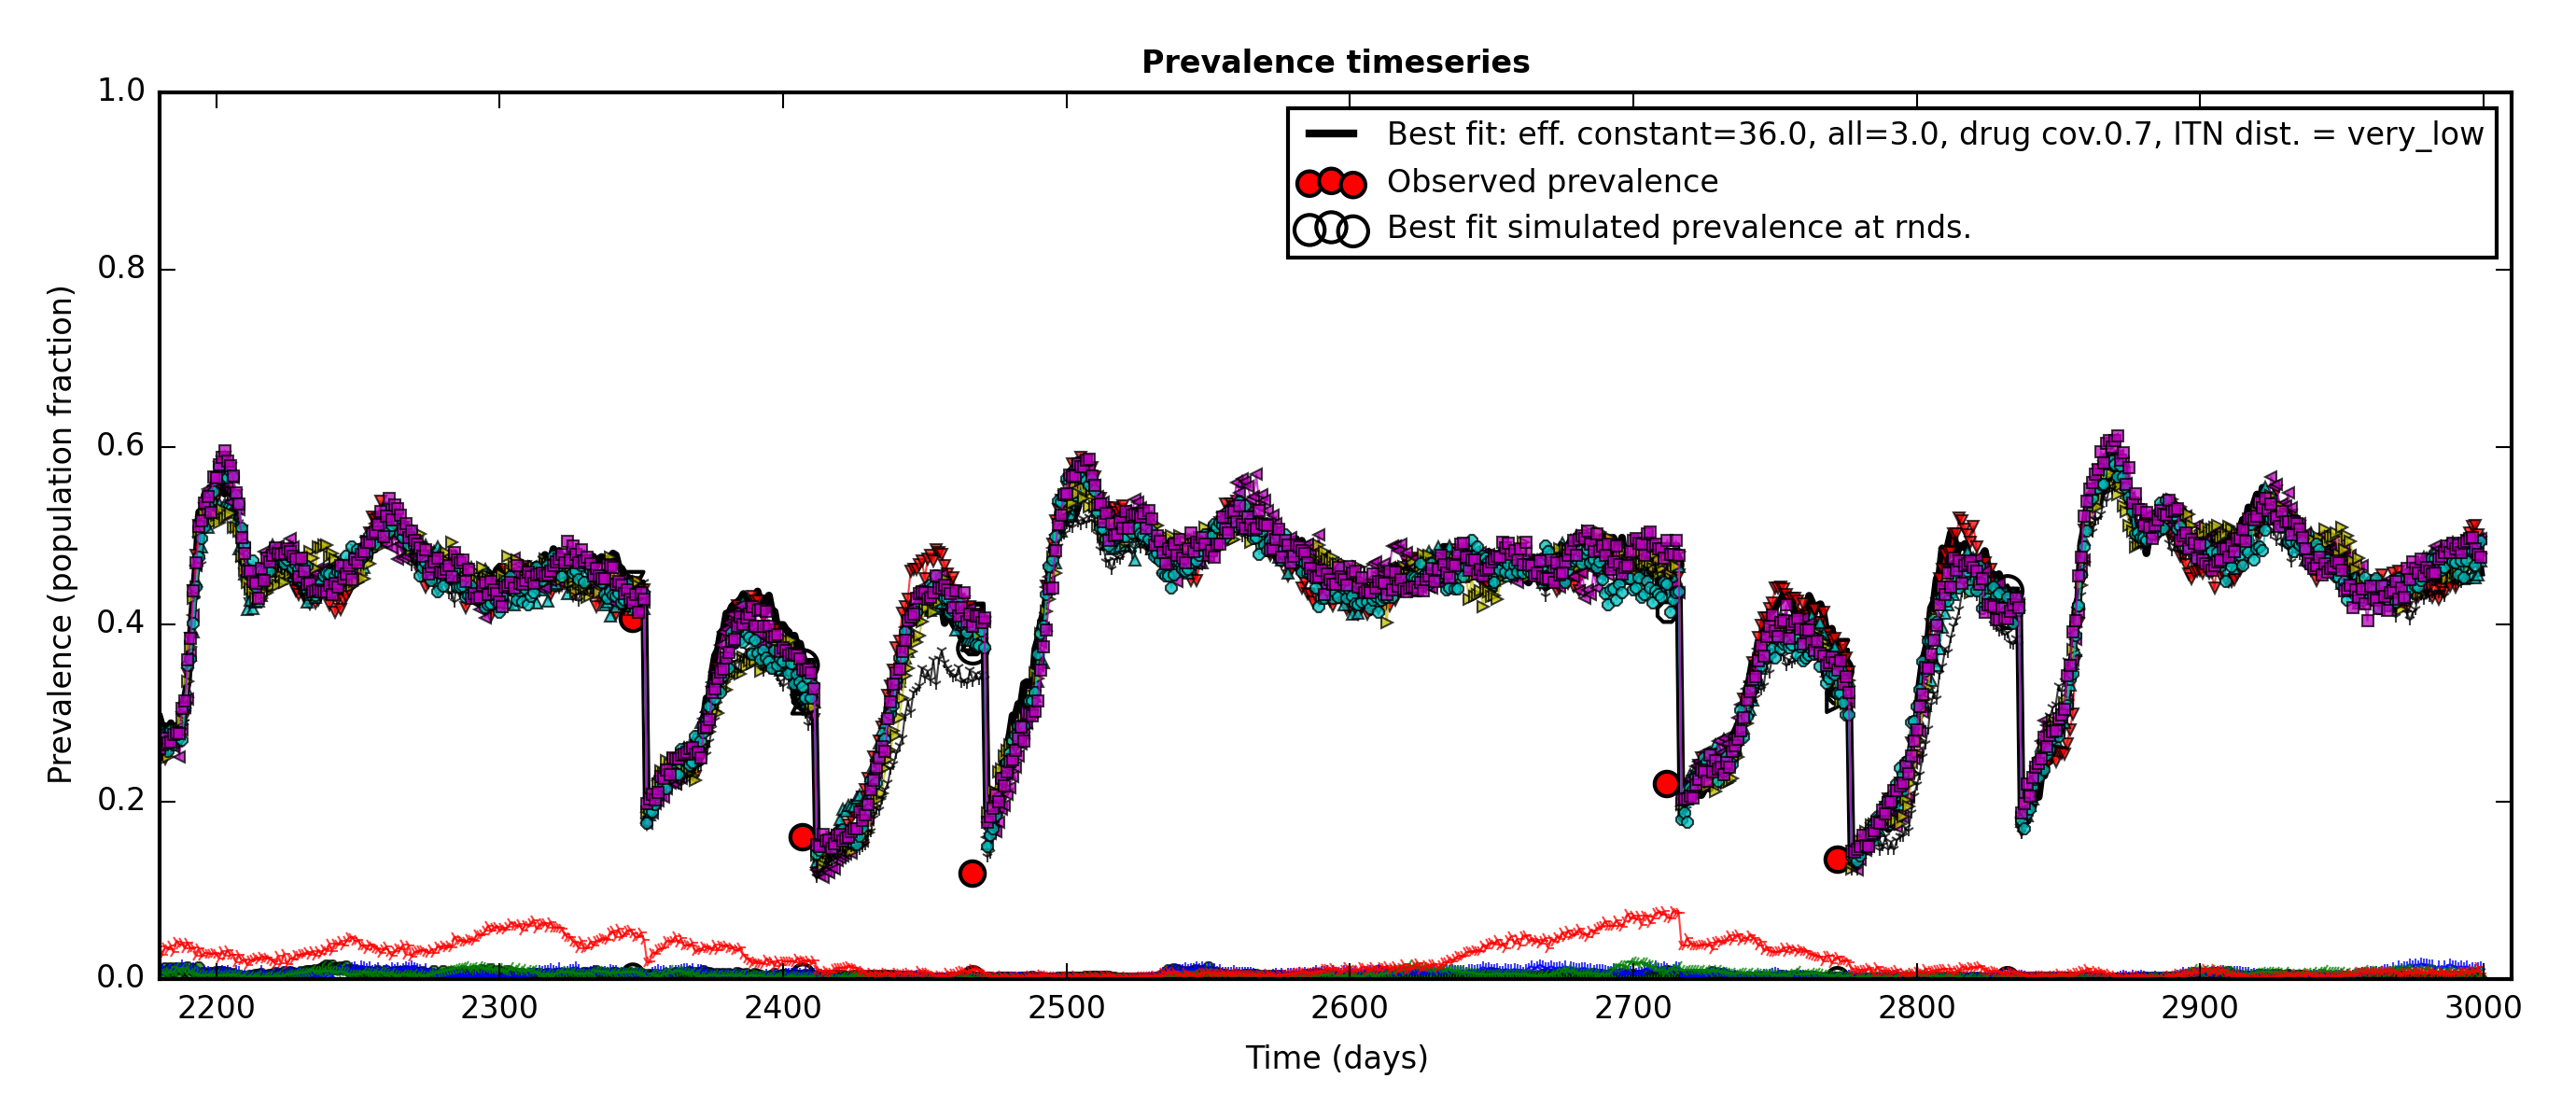 Prevalence timeseries
1.0
0.8
0.6
0.4
0.2
0.0
Prevalence (population fraction)
Best fit: eff. constant=36.0, all=3.0, drug cov.0.7, ITN dist. = very_low
Observed prevalence
Best fit simulated prevalence at rnds.
2200 2300 2400 2500 2600 2700 2800 2900 3000
Time (days)